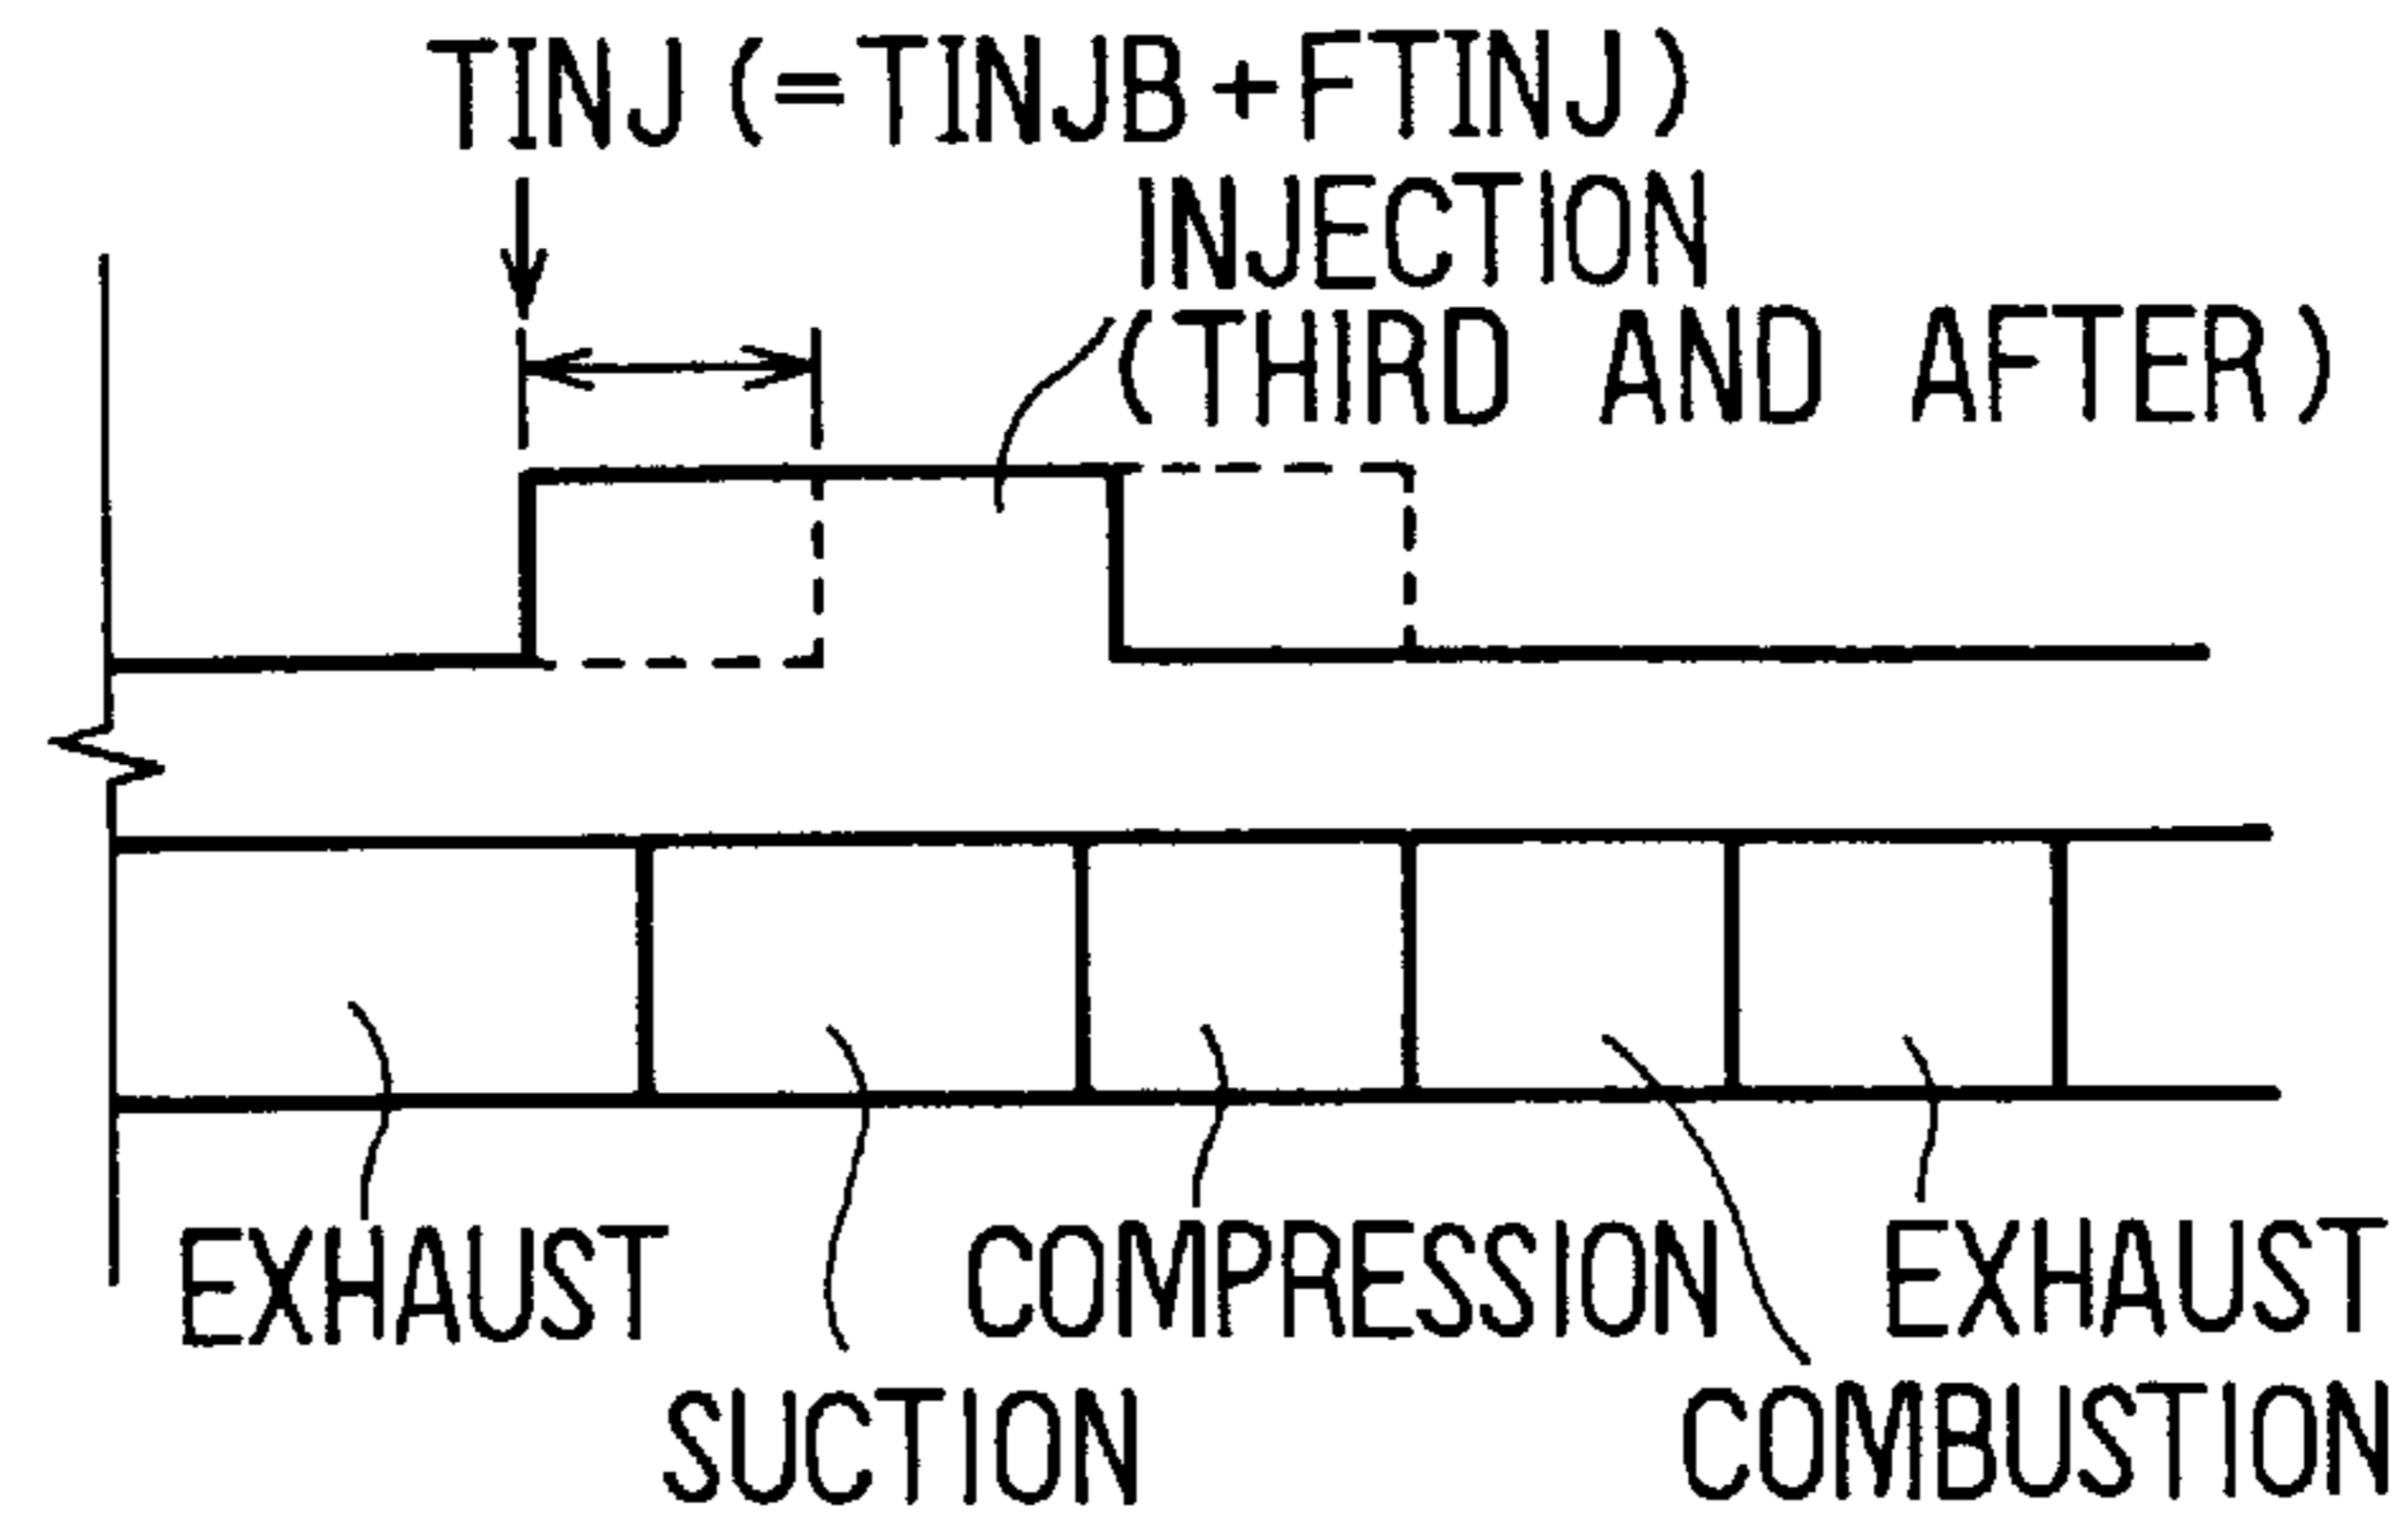 TINJ (=TINJB+FTINJ)
INJECTION
(THIRD AND AFTER)
EXHAUST
COMPRESSION
EXHAUST
SUCTION
COMBUSTION